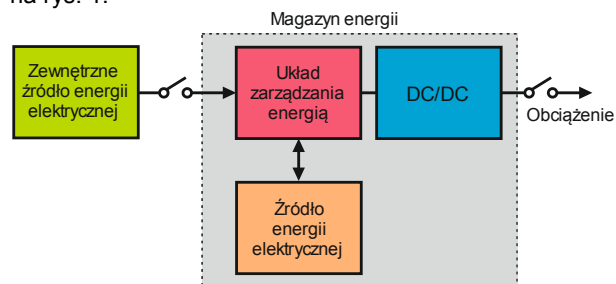 na rys. 1.
Magazyn energii
Zewnętrzne
źródło energii
elektrycznej
Układ
zarządzania
energią
DC/DC
Obciążenie
Źródło
energii
elektrycznej